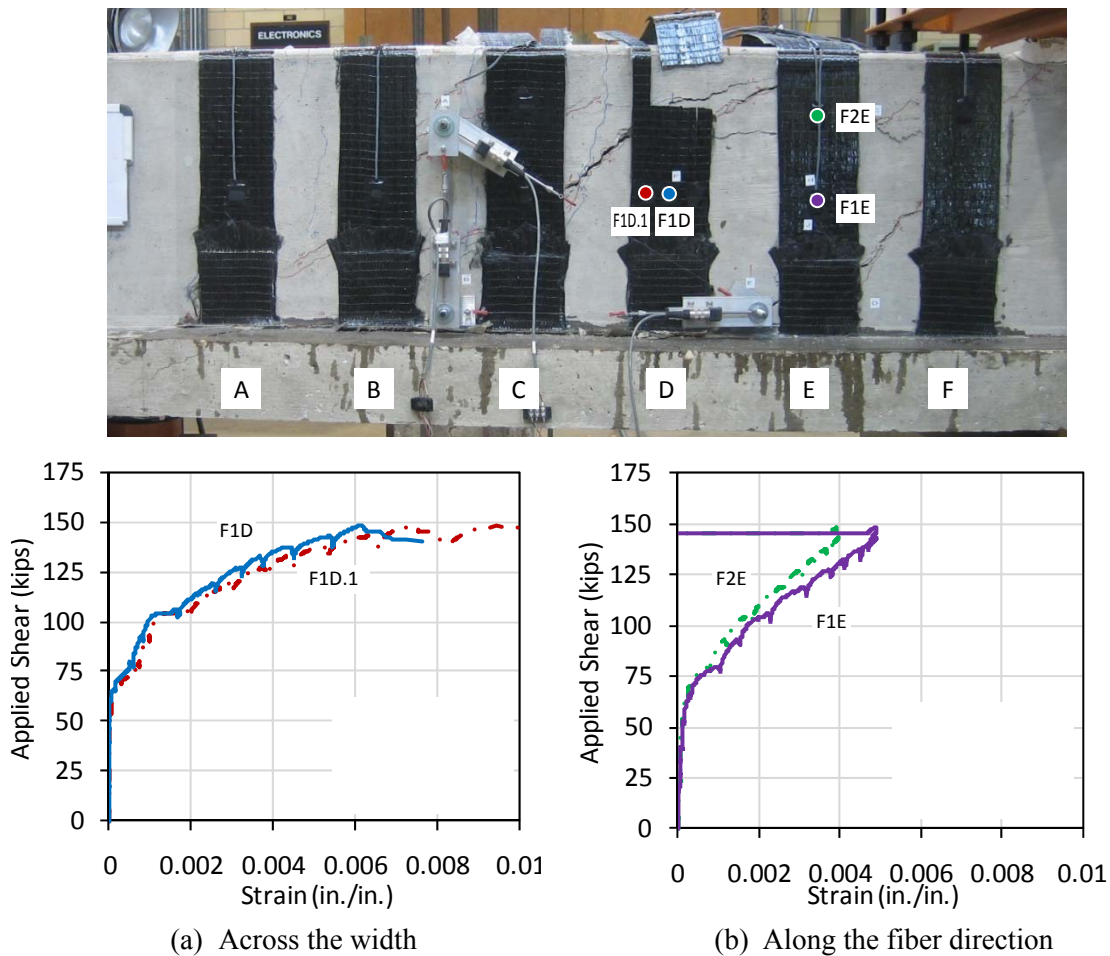 ELECTRONICS
F2E
F1E
F1D.1 F1D
A B C D E F
175
150
125
100
75
50
25
0
Applied Shear (kips)
F1D
F1D.1
0 0.002 0.004 0.006 0.008 0.01
Strain (in./in.)
(a) Across the width
175
150
125
100
75
50
25
0
Applied Shear (kips)
F2E
F1E
0 0.002 0.004 0.006 0.008 0.01
Strain (in./in.)
(b) Along the fiber direction